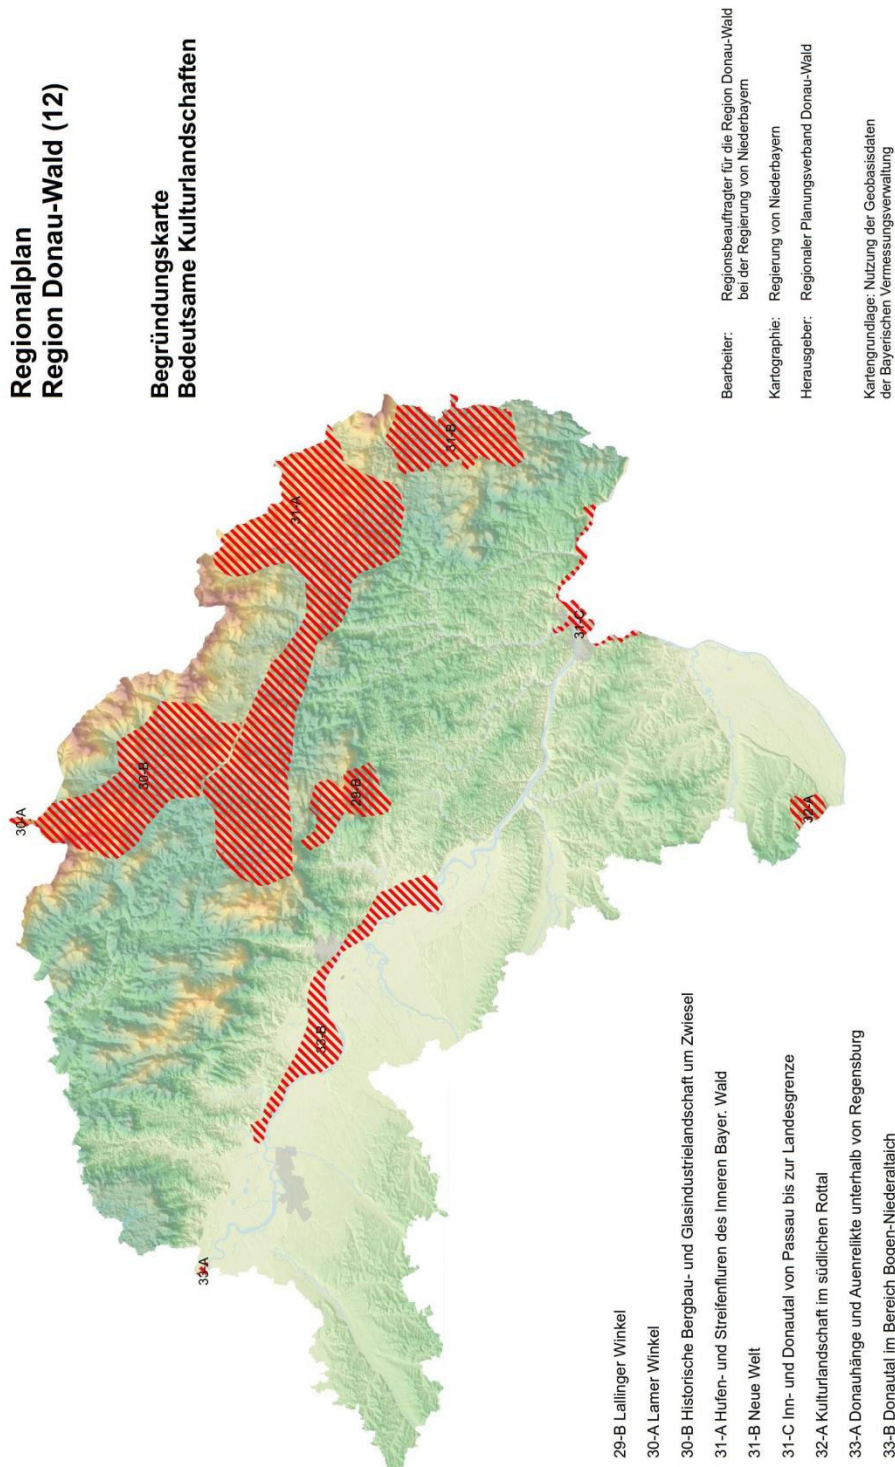 Regionalplan
Region Donau-Wald (12)
Begründungskarte
Bedeutsame Kulturlandschaften
30-A
30-B
31-A
31-B
29-B
33-B
33-A
31-C
32-A
29-B Lallinger Winkel
30-A Lamer Winkel
30-B Historische Bergbau- und Glasindustrielandschaft um Zwiesel
31-A Hufen- und Streifenfluren des Inneren Bayer. Wald
31-B Neue Welt
31-C Inn- und Donautal von Passau bis zur Landesgrenze
32-A Kulturlandschaft im südlichen Rottal
33-A Donauhänge und Auenrelikte unterhalb von Regensburg
33-B Donautal im Bereich Bogen-Niederaltaich
Bearbeiter: Regionsbeauftragter für die Region Donau-Wald
bei der Regierung von Niederbayern
Kartographie: Regierung von Niederbayern
Herausgeber: Regionaler Planungsverband Donau-Wald
Kartengrundlage: Nutzung der Geobasisdaten
der Bayerischen Vermessungsverwaltung